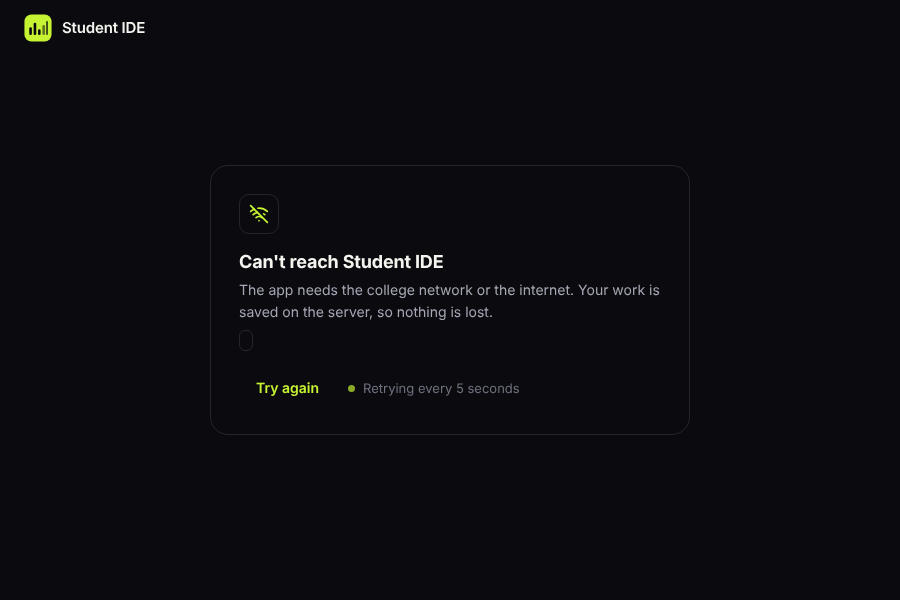 Student IDE
Can't reach Student IDE
The app needs the college network or the internet. Your work is
saved on the server, so nothing is lost.
Try again
Retrying every 5 seconds